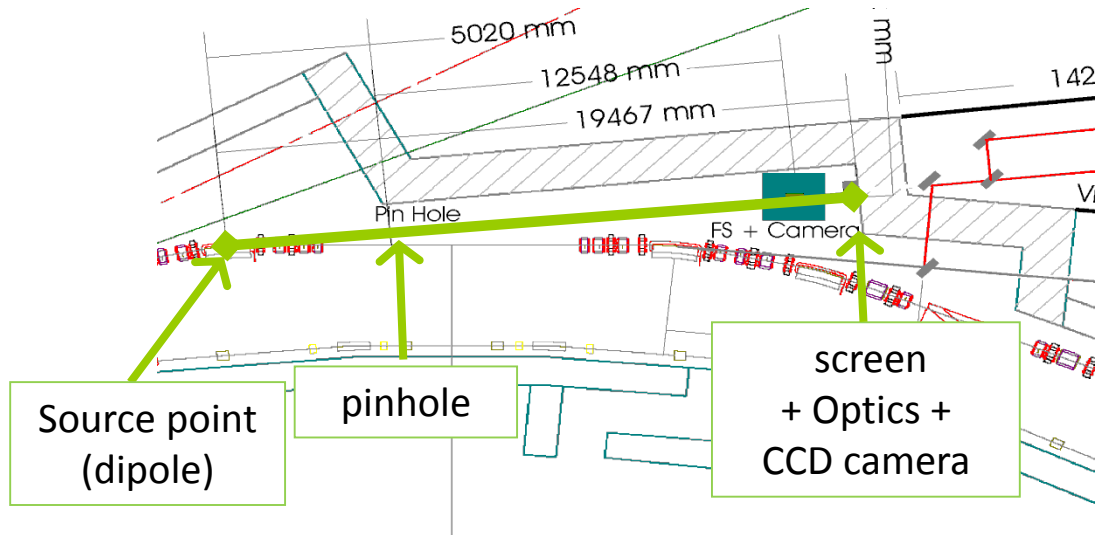 5020 mm
12548 mm
19467 mm
mm
142
Pin Hole
FS + Camera
Source point
(dipole)
pinhole
screen
+ Optics +
CCD camera